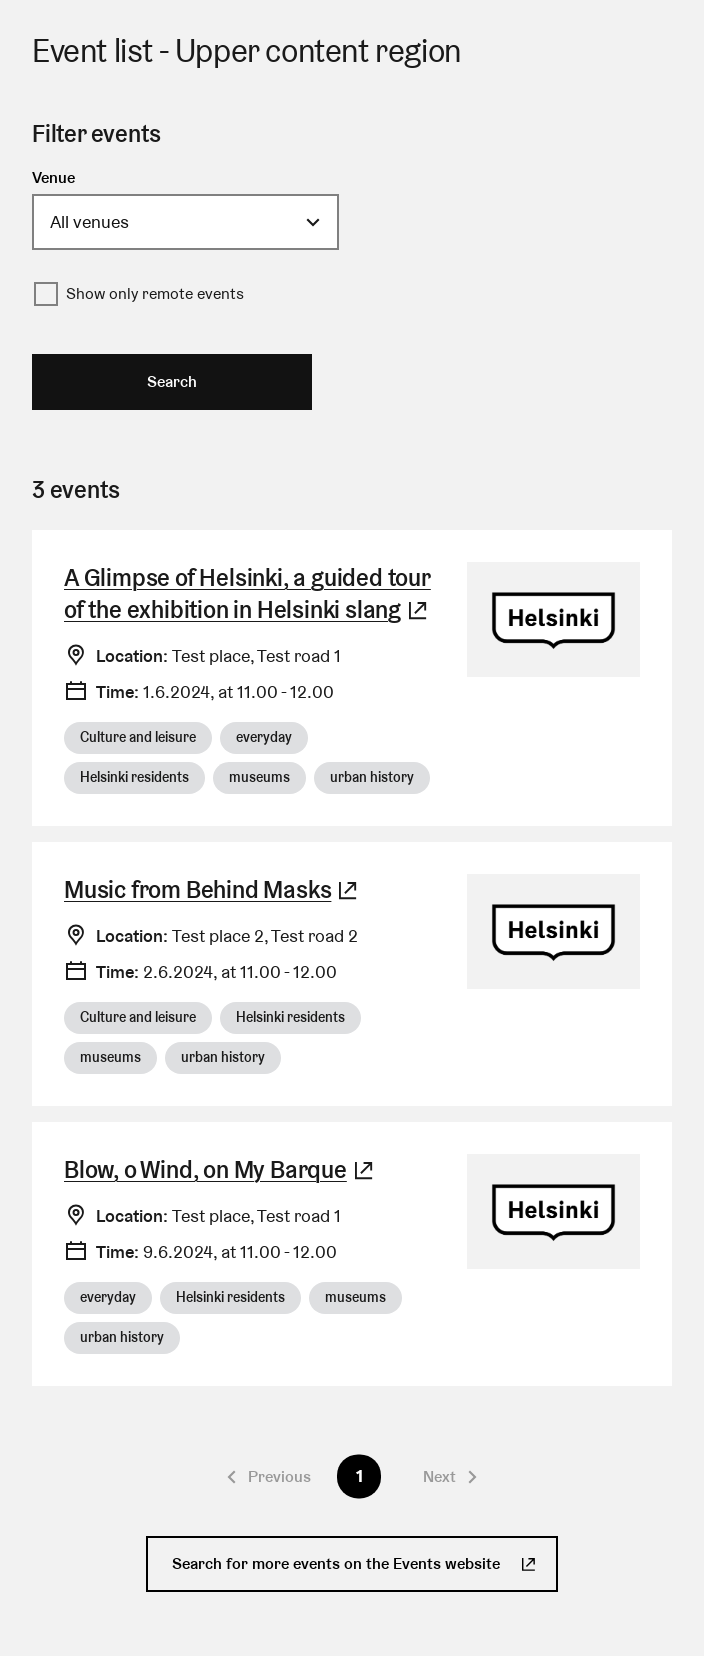 Event list - Upper content region
Filter events
Venue
All venues
Show only remote events
Search
3 events
A Glimpse of Helsinki, a guided tour
of the exhibition in Helsinki slang
Helsinki
Location: Test place, Test road 1
Time: 1.6.2024, at 11.00 - 12.00
Culture and leisure everyday
Helsinki residents museums urban history
Music from Behind Masks
Helsinki
Location: Test place 2, Test road 2
Time: 2.6.2024, at 11.00 - 12.00
Culture and leisure Helsinki residents
museums urban history
Blow, o Wind, on My Barque
Helsinki
Location: Test place, Test road 1
Time: 9.6.2024, at 11.00 - 12.00
everyday Helsinki residents museums
urban history
Previous 1 Next
Search for more events on the Events website